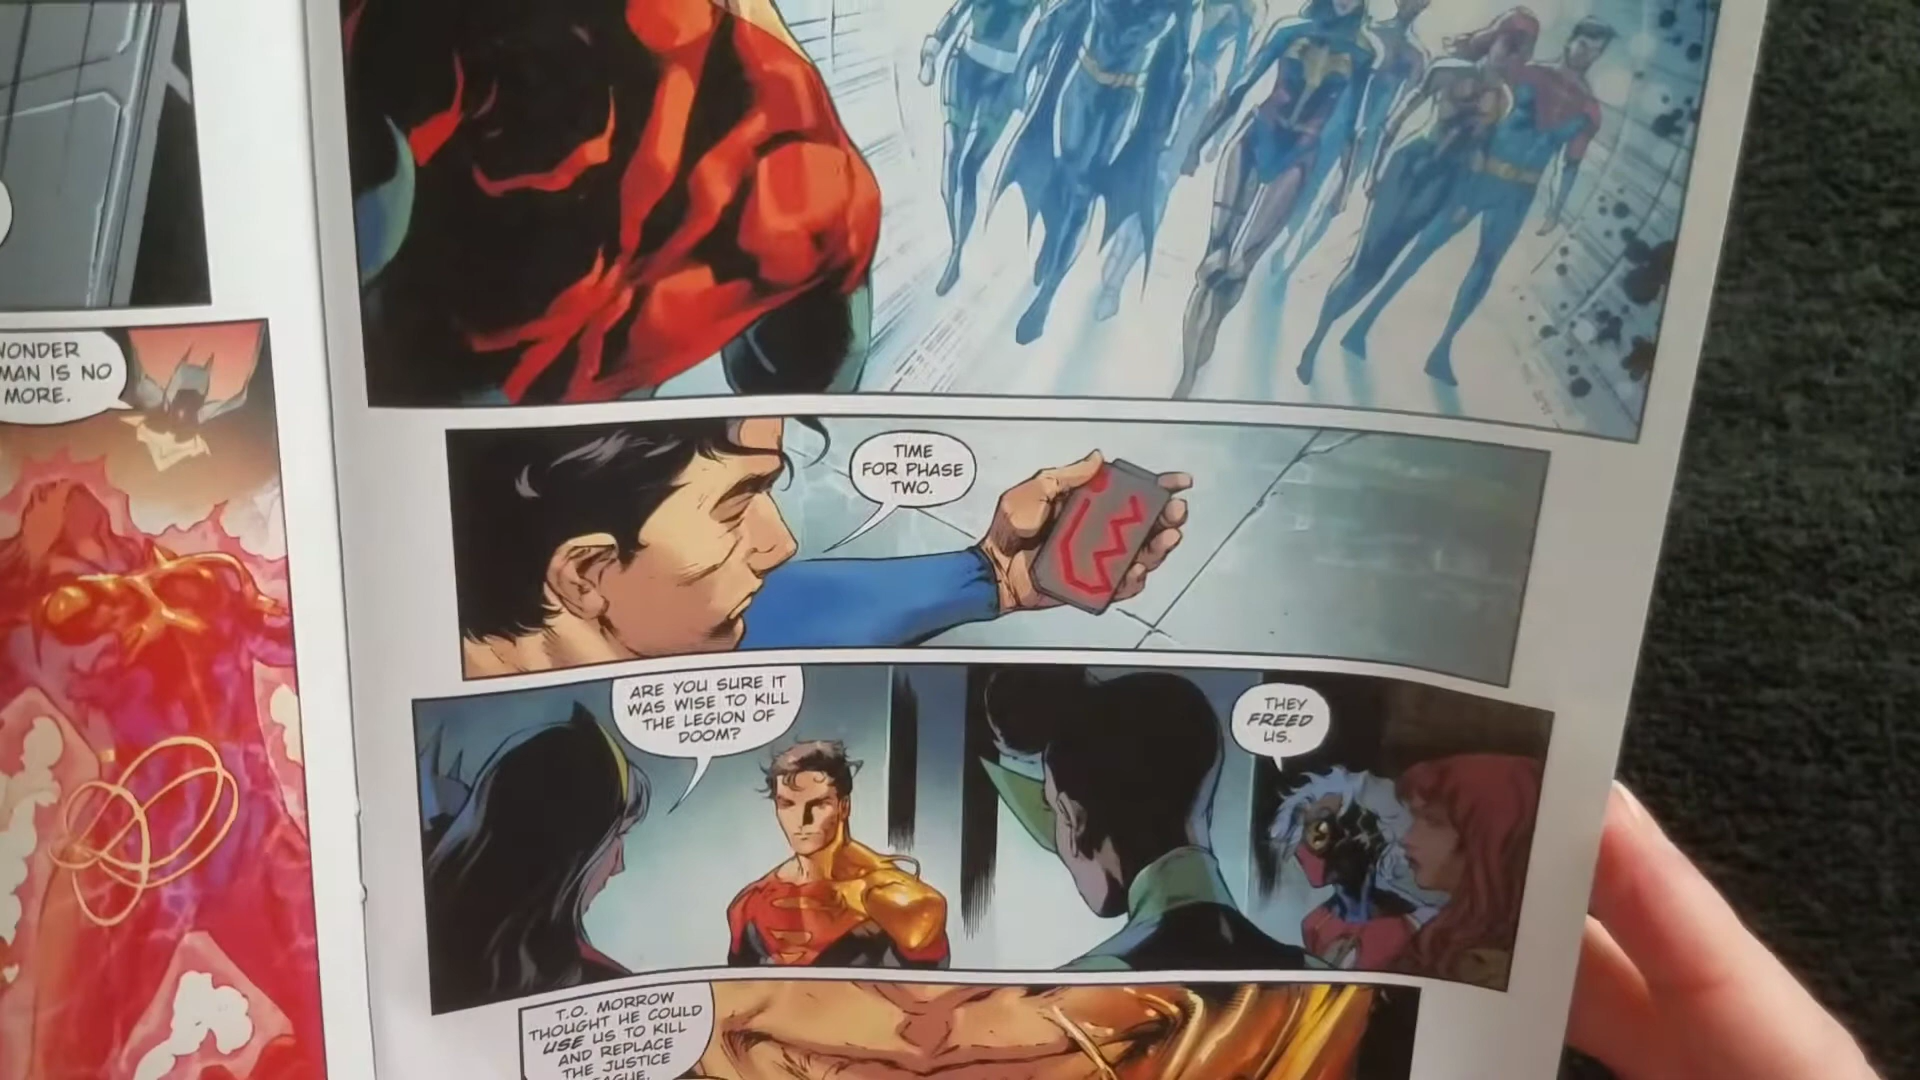 WONDER
MAN IS NO
MORE.
TIME
FOR PHASE
TWO.
ARE YOU SURE IT
WAS WISE TO KILL
THE LEGION OF
DOOM?
THEY
FREED
US.
T.O. MORROW
THOUGHT HE COULD
USE US TO KILL
AND REPLACE
THE JUSTICE